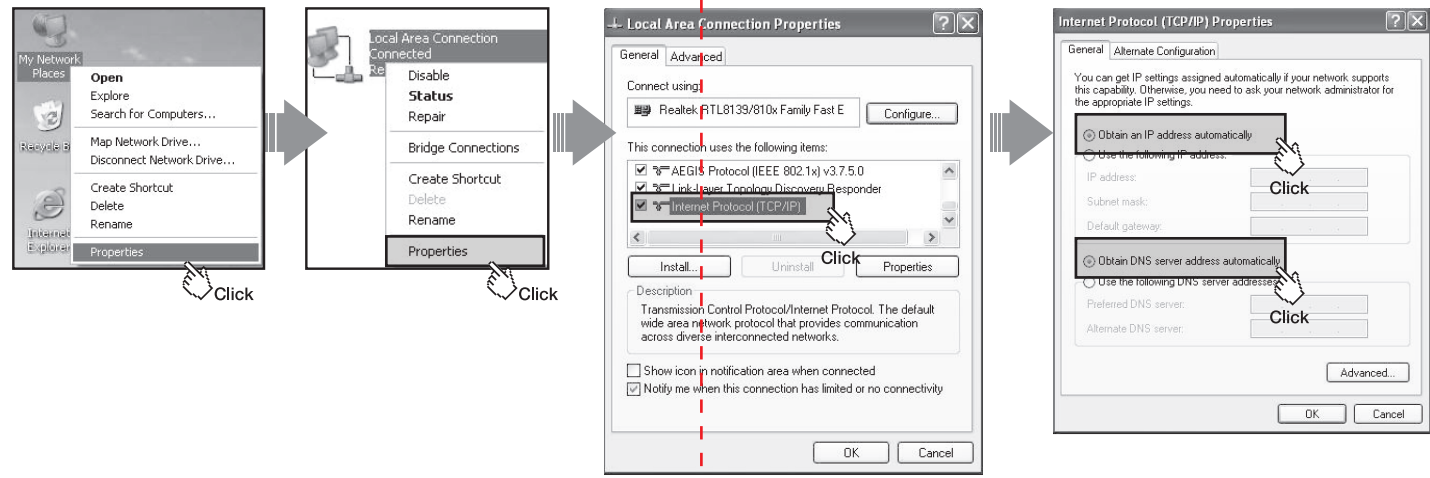 My Network
Places
Recycle B
Internet
Explorer
Open
Explore
Search for Computers...
Map Network Drive...
Disconnect Network Drive...
Create Shortcut
Delete
Rename
Properties
Click
Local Area Connection
Connected
Re
Disable
Status
Repair
Bridge Connections
Create Shortcut
Delete
Rename
Properties
Click
Local Area Connection Properties
General Advanced
Connect using:
Realtek RTL8139/810x Family Fast E
Configure...
This connection uses the following items:
AEGIS Protocol (IEEE 802.1x) v3.7.5.0
Link-Layer Topology Discovery Responder
Internet Protocol (TCP/IP)
Click
Install... Uninstall Properties
Description
Transmission Control Protocol/Internet Protocol. The default
wide area network protocol that provides communication
across diverse interconnected networks.
Show icon in notification area when connected
Notify me when this connection has limited or no connectivity
OK Cancel
Internet Protocol (TCP/IP) Properties
General Alternate Configuration
You can get IP settings assigned automatically if your network supports
this capability. Otherwise, you need to ask your network administrator for
the appropriate IP settings.
Obtain an IP address automatically
Use the following IP address:
IP address:
Click
Subnet mask:
Default gateway:
Obtain DNS server address automatically
Use the following DNS server addresses
Preferred DNS server:
Click
Alternate DNS server:
Advanced...
OK Cancel